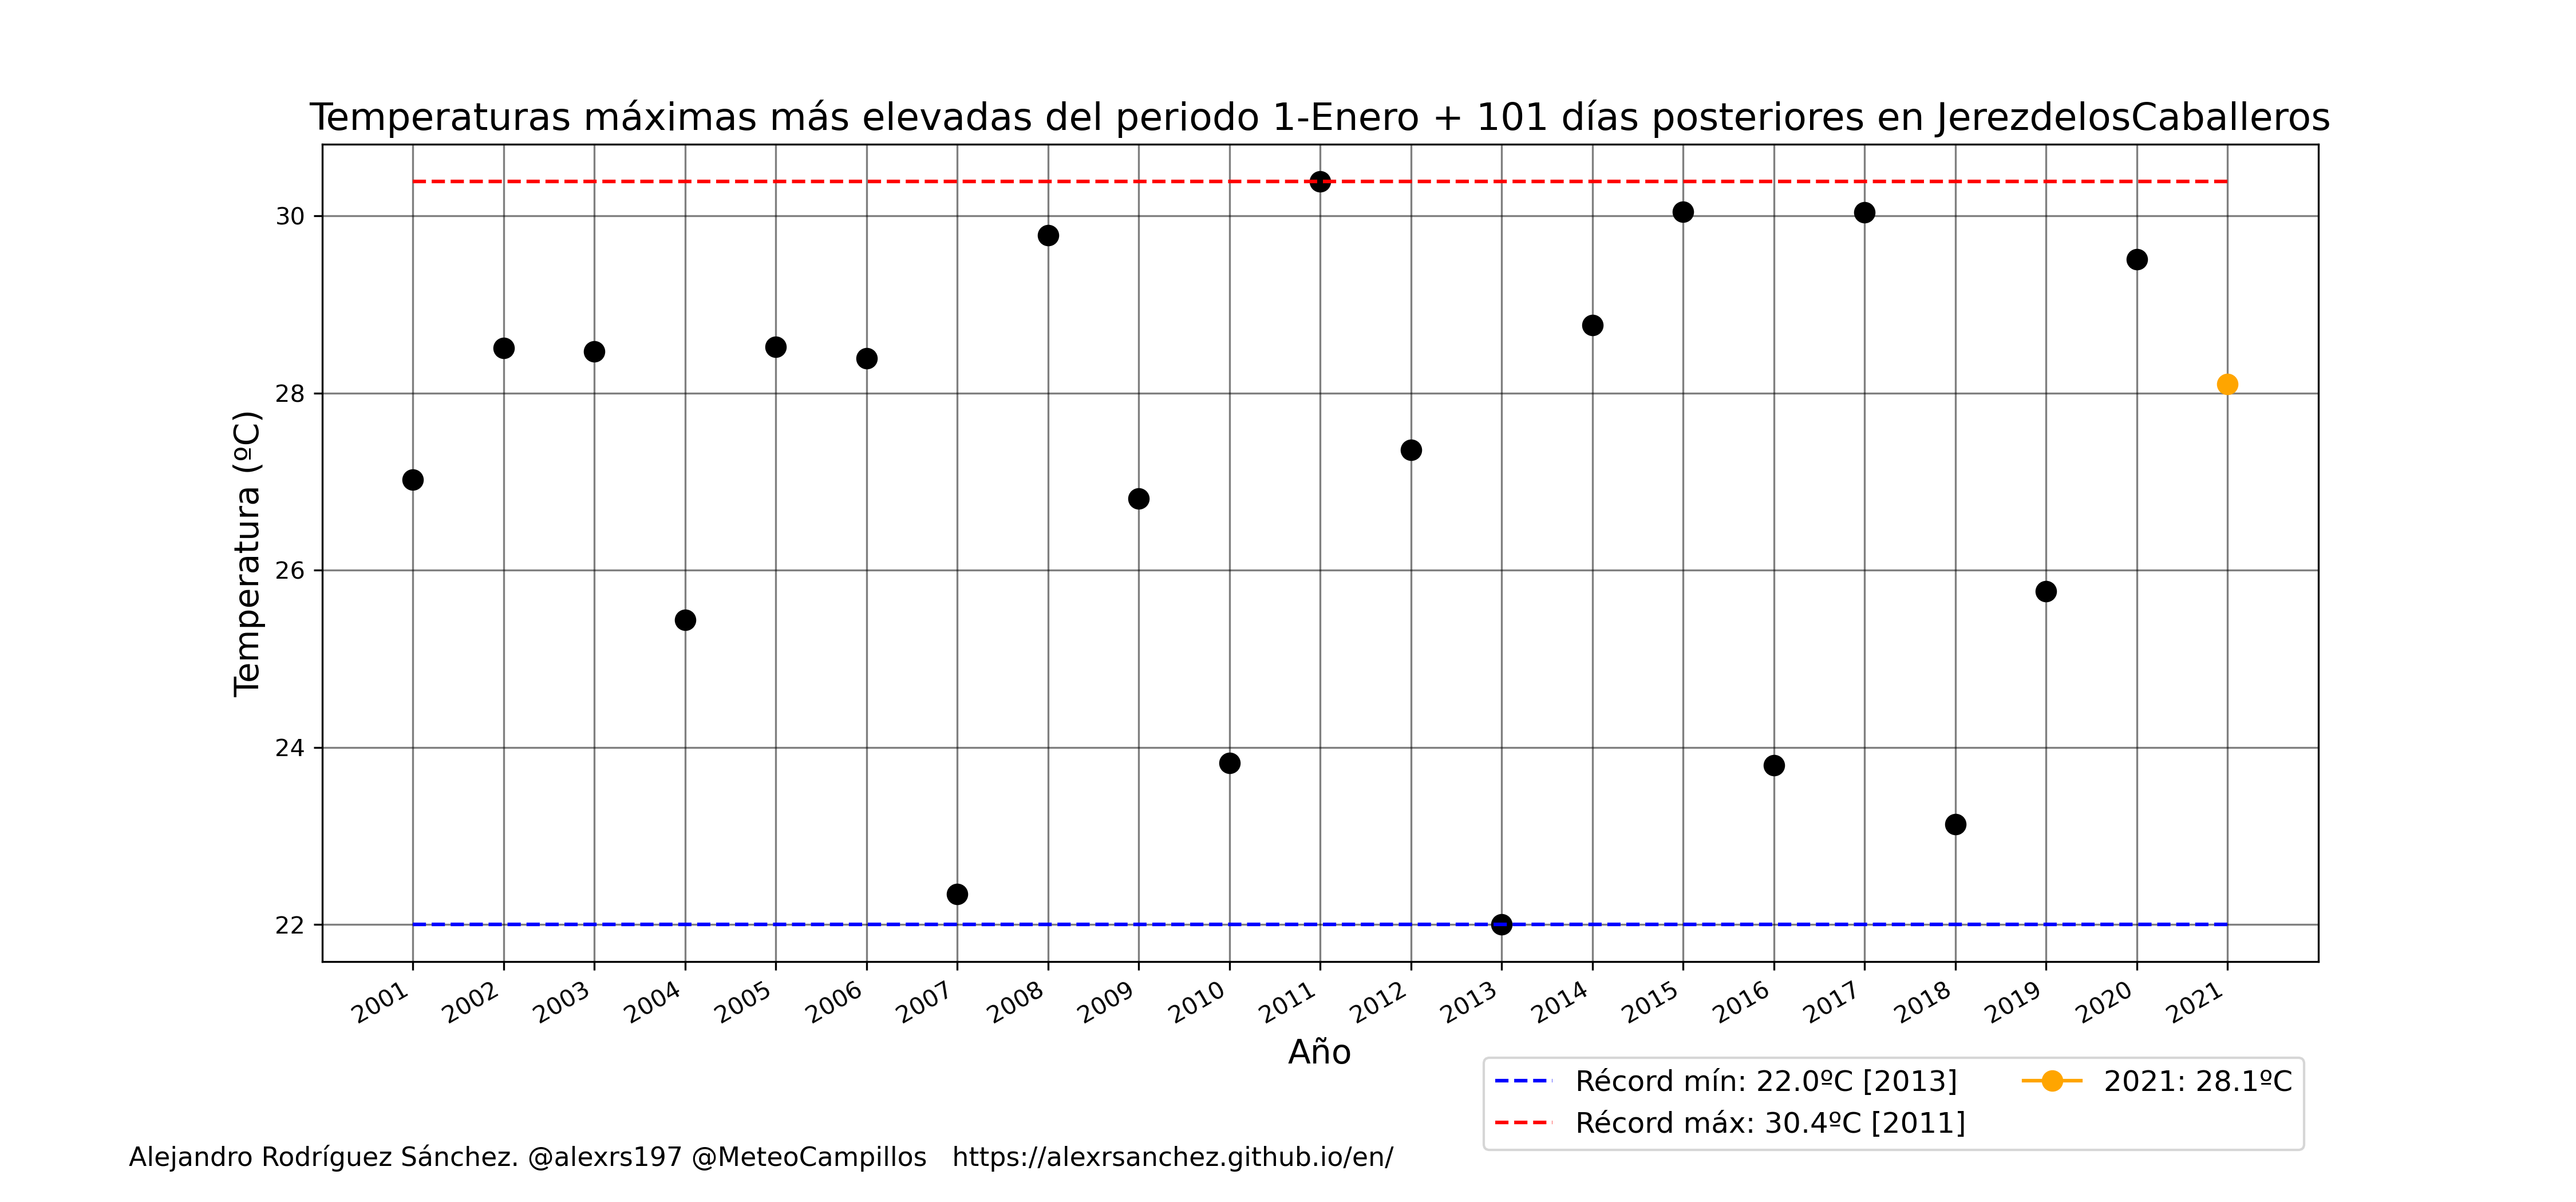 Temperaturas máximas más elevadas del periodo 1-Enero + 101 días posteriores en JerezdelosCaballeros
Temperatura (ºC)
30
28
26
24
22
2001 2002 2003 2004 2005 2006 2007 2008 2009 2010 2011 2012 2013 2014 2015 2016 2017 2018 2019 2020 2021
Año
Récord mín: 22.0ºC [2013]
Récord máx: 30.4ºC [2011]
2021: 28.1ºC
Alejandro Rodríguez Sánchez. @alexrs197 @MeteoCampillos https://alexrsanchez.github.io/en/